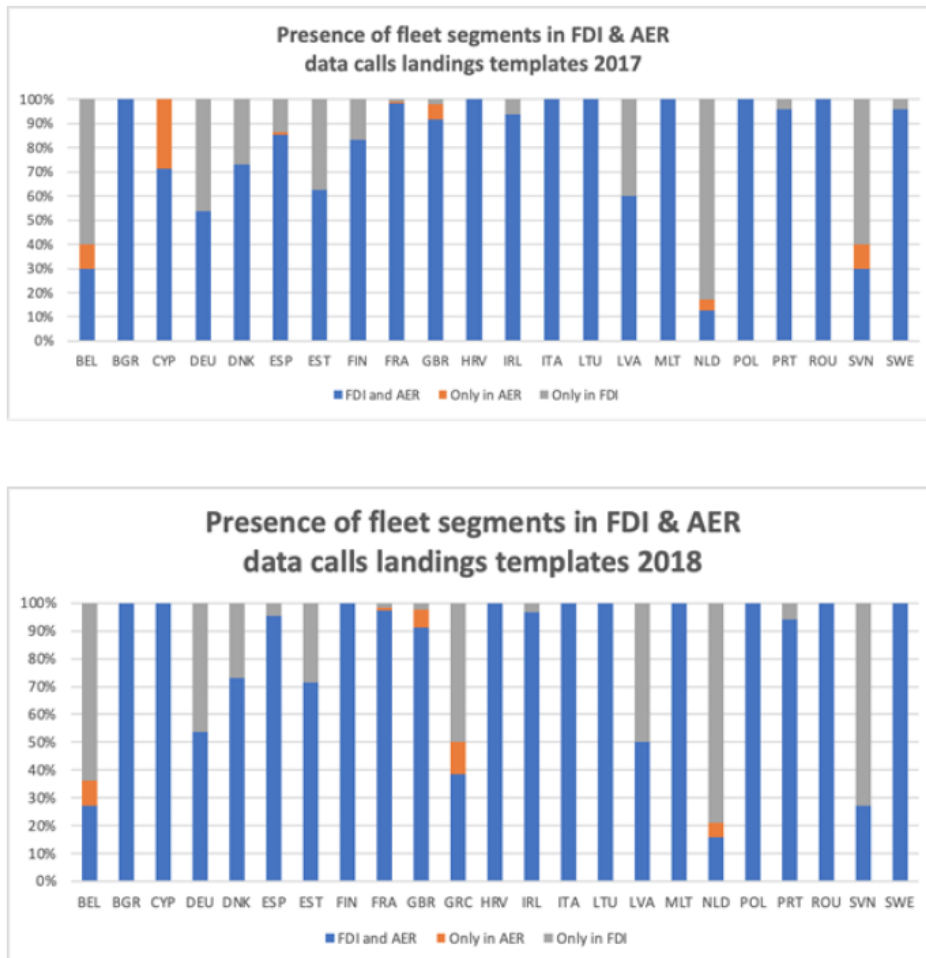 Presence of fleet segments in FDI & AER
data calls landings templates 2017
100%
90%
80%
70%
60%
50%
40%
30%
20%
10%
0%
BEL BGR CYP DEU DNK ESP EST FIN FRA GBR HRV IRL ITA LTU LVA MLT NLD POL PRT ROU SVN SWE
FDI and AER Only in AER Only in FDI
Presence of fleet segments in FDI & AER
data calls landings templates 2018
100%
90%
80%
70%
60%
50%
40%
30%
20%
10%
0%
BEL BGR CYP DEU DNK ESP EST FIN FRA GBR GRC HRV IRL ITA LTU LVA MLT NLD POL PRT ROU SVN SWE
FDI and AER Only in AER Only in FDI